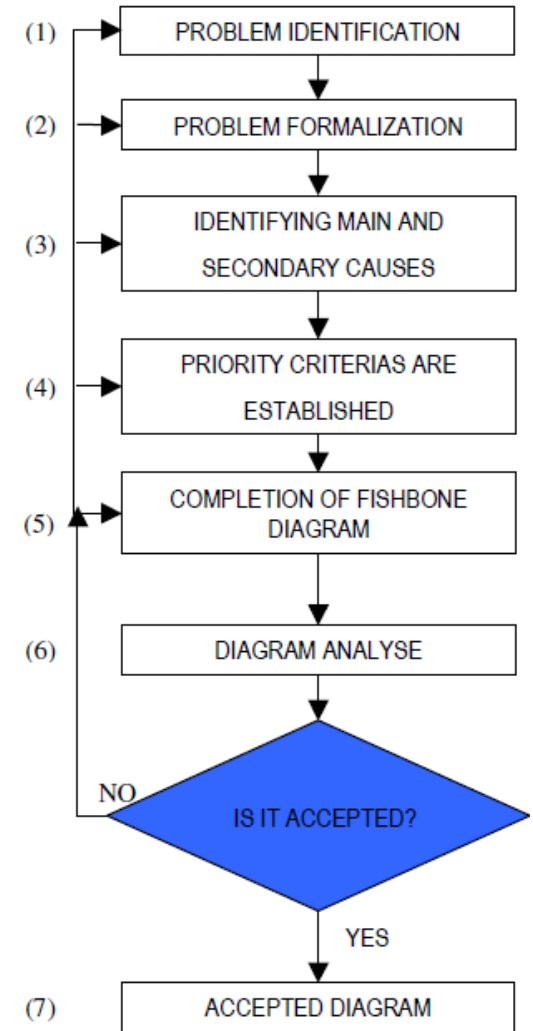 (1) PROBLEM IDENTIFICATION
(2) PROBLEM FORMALIZATION
IDENTIFYING MAIN AND
(3)
SECONDARY CAUSES
PRIORITY CRITERIAS ARE
(4)
ESTABLISHED
COMPLETION OF FISHBONE
(5)
DIAGRAM
(6) DIAGRAM ANALYSE
NO
IS IT ACCEPTED?
YES
(7) ACCEPTED DIAGRAM